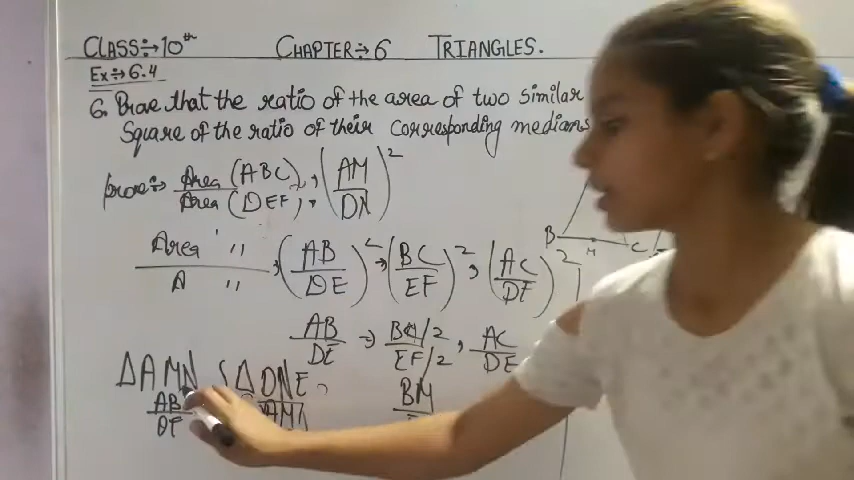 CLASS÷10th CHAPTER÷6 TRIANGLES.
Ex÷6.4
6. Prove that the ratio of the area of two similar
Square of the ratio of their corresponding medians
prove÷ Area (ABC) / Area (DEF) , (AM/DN)²
Area ,, / A ,, , (AB/DE)² , (BC/EF)² , (AC/DF)²
B M C
AB/DE ⇒ BC/2 / EF/2 , AC/DE
ΔAMN ΔDNE
AB/DF AM BM